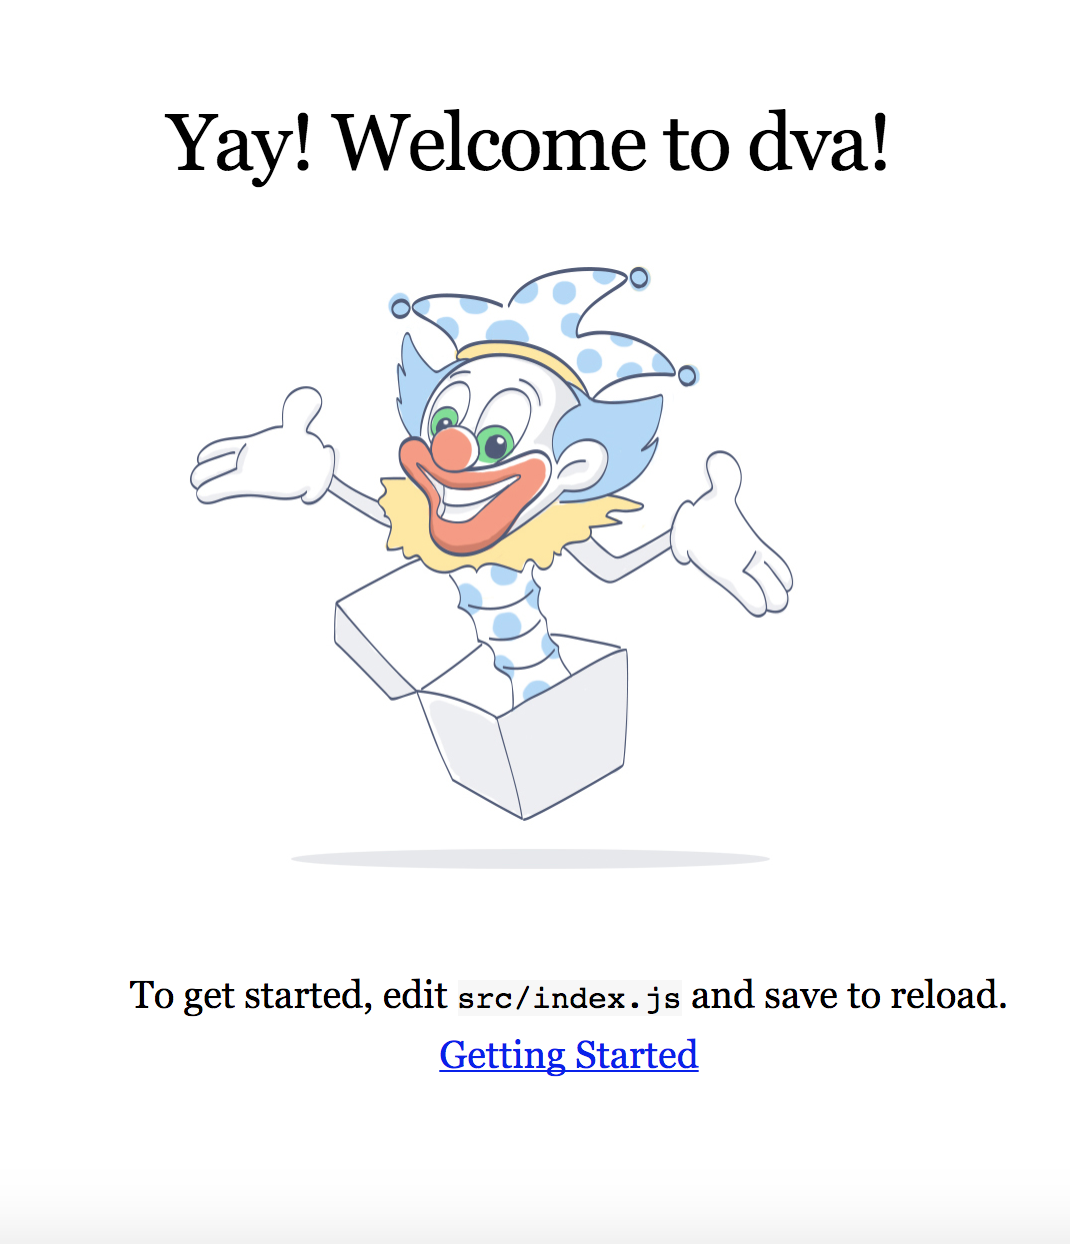 Yay! Welcome to dva!
To get started, edit src/index.js and save to reload.
Getting Started